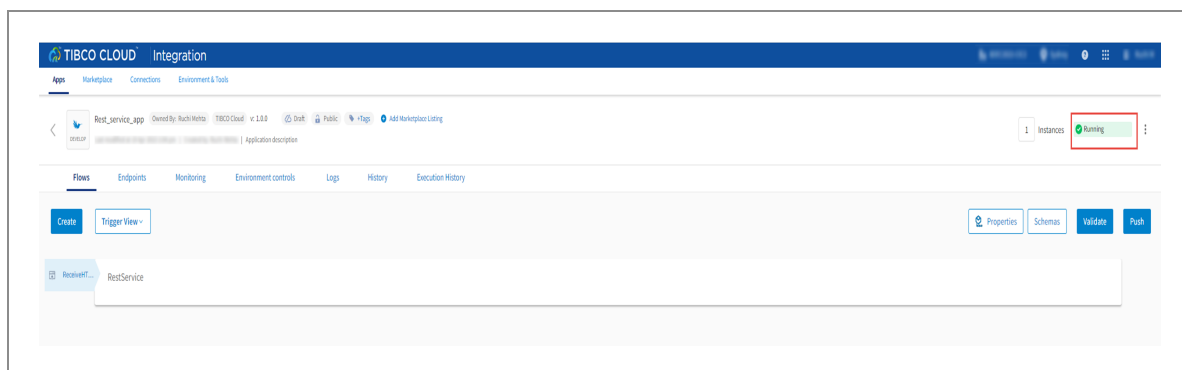 TIBCO CLOUD™ Integration
Apps Marketplace Connections Environment & Tools
Rest_service_app Owned By: Ruchi Mehta TIBCO Cloud v: 1.0.0 Draft Public +Tags Add Marketplace Listing
DEVELOP | Application description
1 Instances Running
Flows Endpoints Monitoring Environment controls Logs History Execution History
Create Trigger View Properties Schemas Validate Push
ReceiveHT... RestService